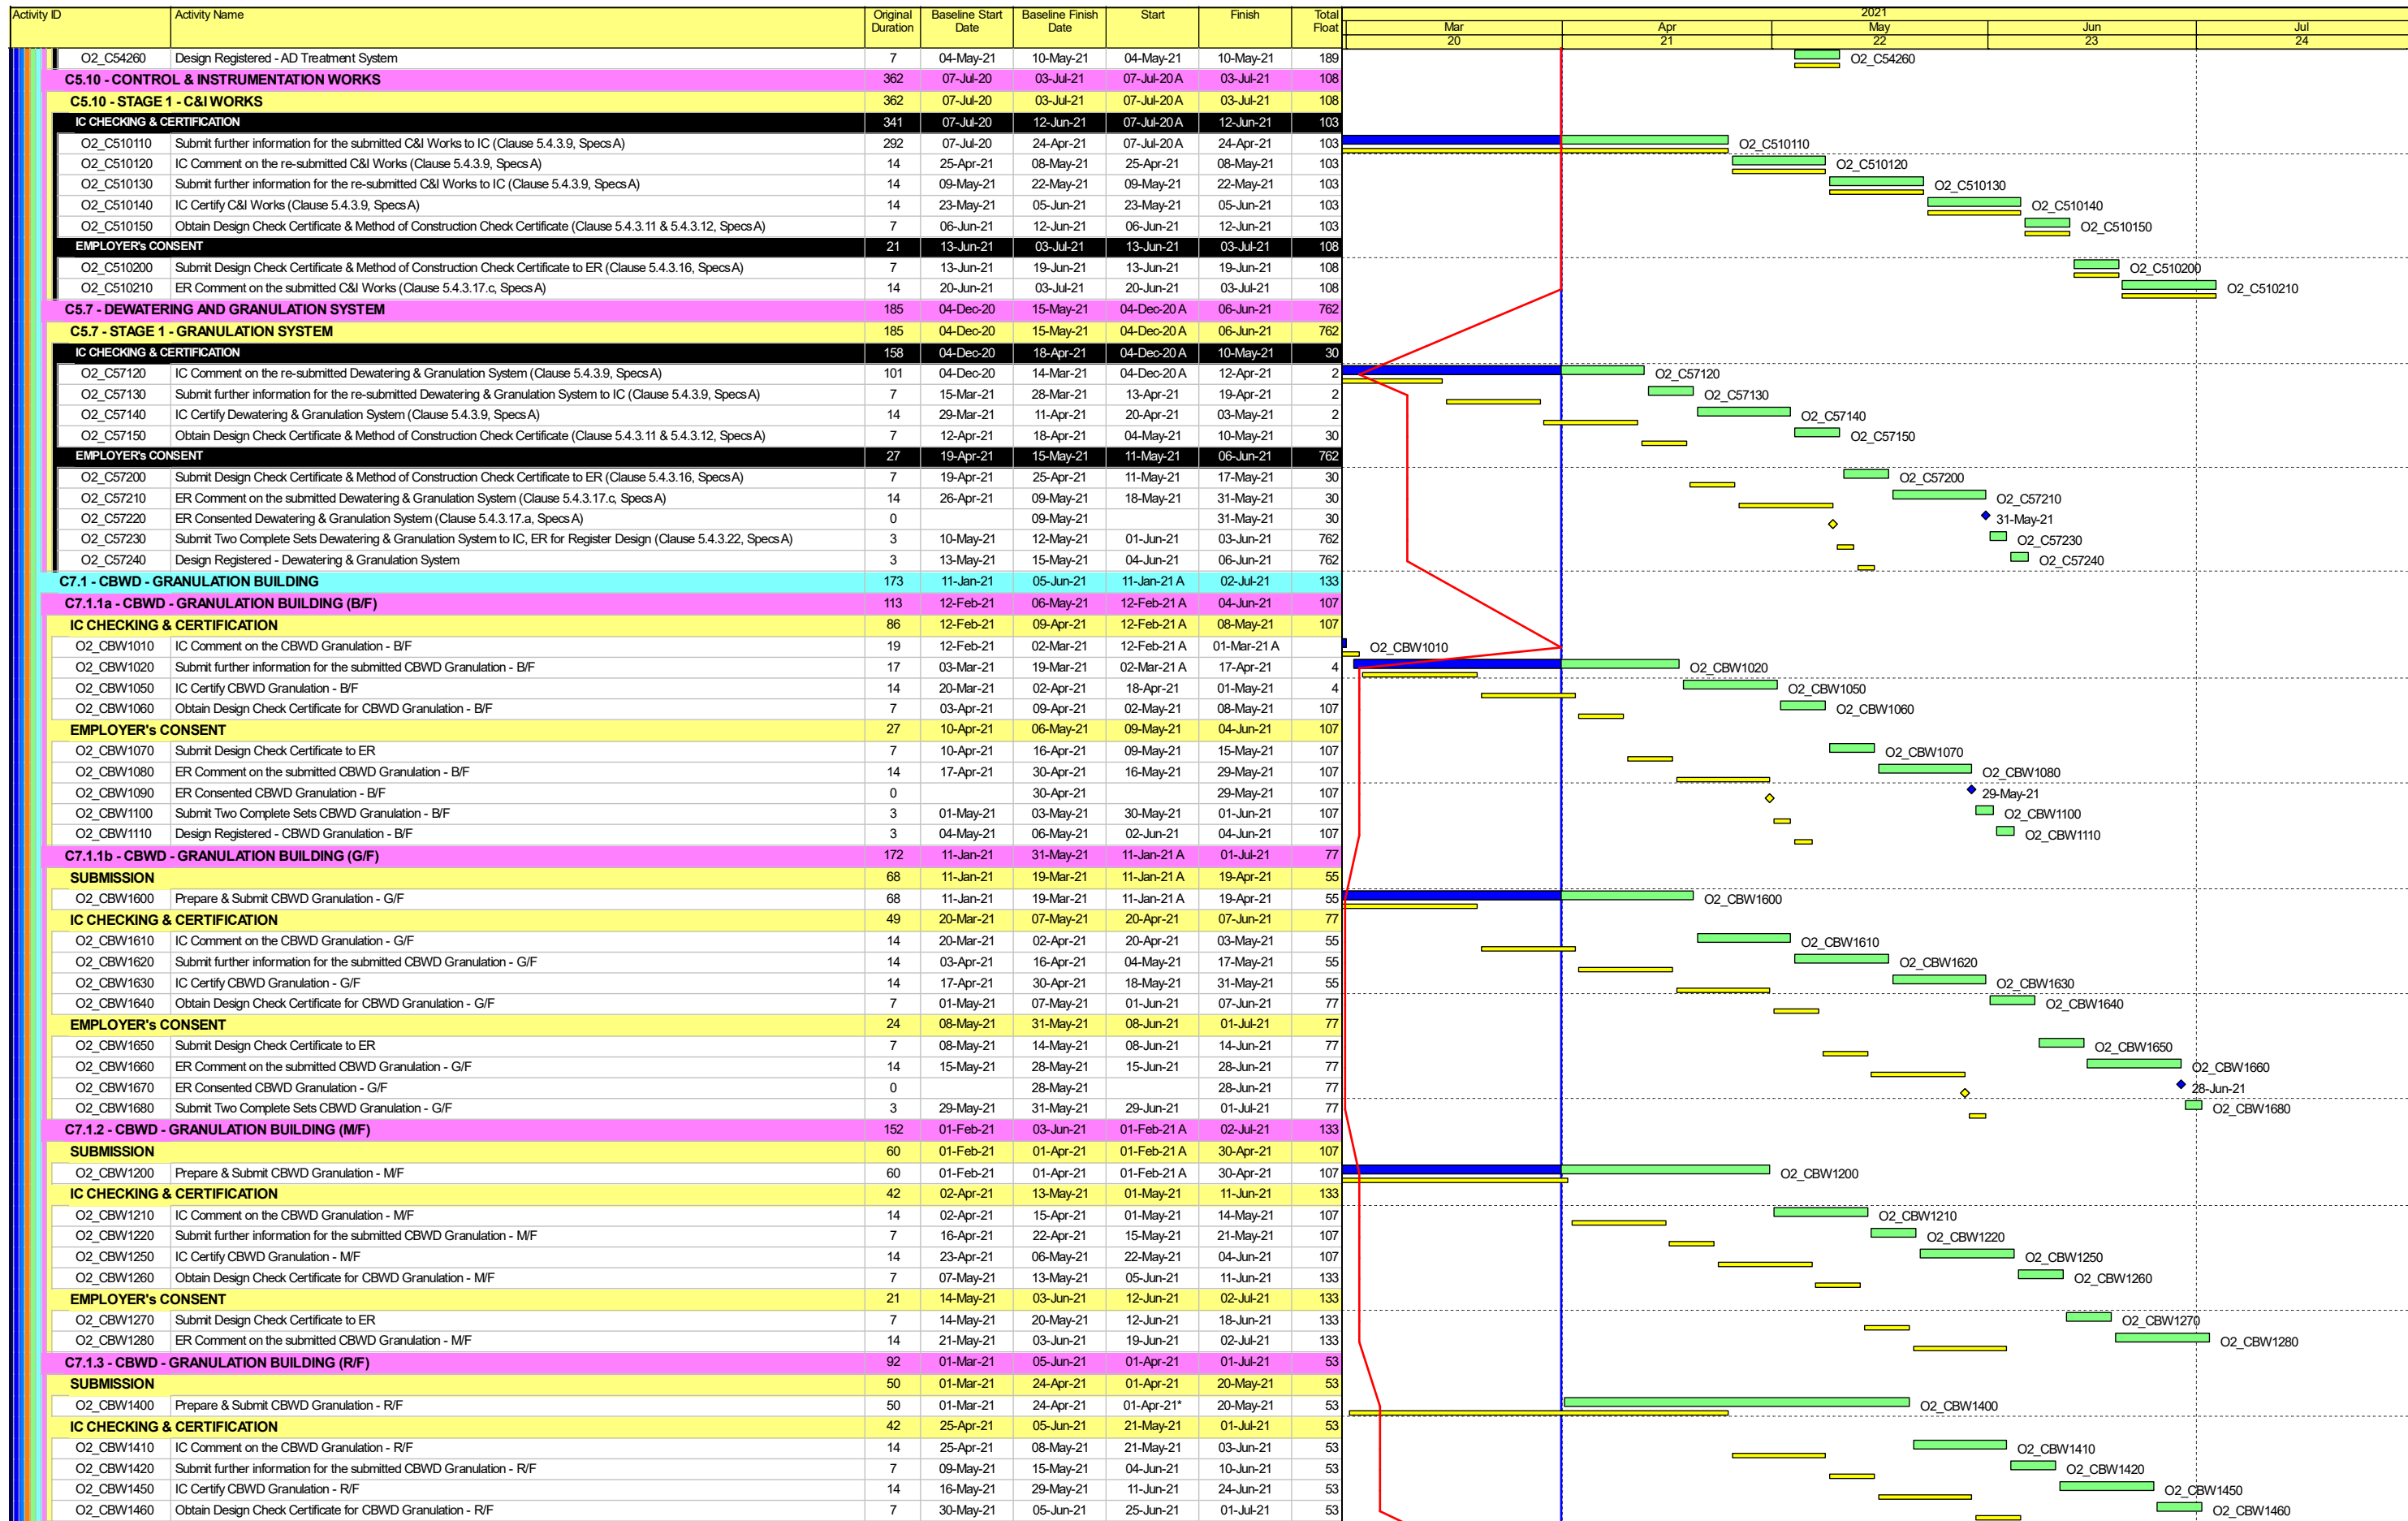 Activity ID Activity Name Original Duration Baseline Start Date Baseline Finish Date Start Finish Total Float 2021
Mar Apr May Jun Jul
20 21 22 23 24
O2_C54260 Design Registered - AD Treatment System 7 04-May-21 10-May-21 04-May-21 10-May-21 189 O2_C54260
C5.10 - CONTROL & INSTRUMENTATION WORKS 362 07-Jul-20 03-Jul-21 07-Jul-20 A 03-Jul-21 108
C5.10 - STAGE 1 - C&I WORKS 362 07-Jul-20 03-Jul-21 07-Jul-20 A 03-Jul-21 108
IC CHECKING & CERTIFICATION 341 07-Jul-20 12-Jun-21 07-Jul-20 A 12-Jun-21 103
O2_C510110 Submit further information for the submitted C&I Works to IC (Clause 5.4.3.9, Specs A) 292 07-Jul-20 24-Apr-21 07-Jul-20 A 24-Apr-21 103 O2_C510110
O2_C510120 IC Comment on the re-submitted C&I Works (Clause 5.4.3.9, Specs A) 14 25-Apr-21 08-May-21 25-Apr-21 08-May-21 103 O2_C510120
O2_C510130 Submit further information for the re-submitted C&I Works to IC (Clause 5.4.3.9, Specs A) 14 09-May-21 22-May-21 09-May-21 22-May-21 103 O2_C510130
O2_C510140 IC Certify C&I Works (Clause 5.4.3.9, Specs A) 14 23-May-21 05-Jun-21 23-May-21 05-Jun-21 103 O2_C510140
O2_C510150 Obtain Design Check Certificate & Method of Construction Check Certificate (Clause 5.4.3.11 & 5.4.3.12, Specs A) 7 06-Jun-21 12-Jun-21 06-Jun-21 12-Jun-21 103 O2_C510150
EMPLOYER's CONSENT 21 13-Jun-21 03-Jul-21 13-Jun-21 03-Jul-21 108
O2_C510200 Submit Design Check Certificate & Method of Construction Check Certificate to ER (Clause 5.4.3.16, Specs A) 7 13-Jun-21 19-Jun-21 13-Jun-21 19-Jun-21 108 O2_C510200
O2_C510210 ER Comment on the submitted C&I Works (Clause 5.4.3.17.c, Specs A) 14 20-Jun-21 03-Jul-21 20-Jun-21 03-Jul-21 108 O2_C510210
C5.7 - DEWATERING AND GRANULATION SYSTEM 185 04-Dec-20 15-May-21 04-Dec-20 A 06-Jun-21 762
C5.7 - STAGE 1 - GRANULATION SYSTEM 185 04-Dec-20 15-May-21 04-Dec-20 A 06-Jun-21 762
IC CHECKING & CERTIFICATION 158 04-Dec-20 18-Apr-21 04-Dec-20 A 10-May-21 30
O2_C57120 IC Comment on the re-submitted Dewatering & Granulation System (Clause 5.4.3.9, Specs A) 101 04-Dec-20 14-Mar-21 04-Dec-20 A 12-Apr-21 2 O2_C57120
O2_C57130 Submit further information for the re-submitted Dewatering & Granulation System to IC (Clause 5.4.3.9, Specs A) 7 15-Mar-21 28-Mar-21 13-Apr-21 19-Apr-21 2 O2_C57130
O2_C57140 IC Certify Dewatering & Granulation System (Clause 5.4.3.9, Specs A) 14 29-Mar-21 11-Apr-21 20-Apr-21 03-May-21 2 O2_C57140
O2_C57150 Obtain Design Check Certificate & Method of Construction Check Certificate (Clause 5.4.3.11 & 5.4.3.12, Specs A) 7 12-Apr-21 18-Apr-21 04-May-21 10-May-21 30 O2_C57150
EMPLOYER's CONSENT 27 19-Apr-21 15-May-21 11-May-21 06-Jun-21 762
O2_C57200 Submit Design Check Certificate & Method of Construction Check Certificate to ER (Clause 5.4.3.16, Specs A) 7 19-Apr-21 25-Apr-21 11-May-21 17-May-21 30 O2_C57200
O2_C57210 ER Comment on the submitted Dewatering & Granulation System (Clause 5.4.3.17.c, Specs A) 14 26-Apr-21 09-May-21 18-May-21 31-May-21 30 O2_C57210
O2_C57220 ER Consented Dewatering & Granulation System (Clause 5.4.3.17.a, Specs A) 0 09-May-21 31-May-21 30 31-May-21
O2_C57230 Submit Two Complete Sets Dewatering & Granulation System to IC, ER for Register Design (Clause 5.4.3.22, Specs A) 3 10-May-21 12-May-21 01-Jun-21 03-Jun-21 762 O2_C57230
O2_C57240 Design Registered - Dewatering & Granulation System 3 13-May-21 15-May-21 04-Jun-21 06-Jun-21 762 O2_C57240
C7.1 - CBWD - GRANULATION BUILDING 173 11-Jan-21 05-Jun-21 11-Jan-21 A 02-Jul-21 133
C7.1.1a - CBWD - GRANULATION BUILDING (B/F) 113 12-Feb-21 06-May-21 12-Feb-21 A 04-Jun-21 107
IC CHECKING & CERTIFICATION 86 12-Feb-21 09-Apr-21 12-Feb-21 A 08-May-21 107
O2_CBW1010 IC Comment on the CBWD Granulation - B/F 19 12-Feb-21 02-Mar-21 12-Feb-21 A 01-Mar-21 A O2_CBW1010
O2_CBW1020 Submit further information for the submitted CBWD Granulation - B/F 17 03-Mar-21 19-Mar-21 02-Mar-21 A 17-Apr-21 4 O2_CBW1020
O2_CBW1050 IC Certify CBWD Granulation - B/F 14 20-Mar-21 02-Apr-21 18-Apr-21 01-May-21 4 O2_CBW1050
O2_CBW1060 Obtain Design Check Certificate for CBWD Granulation - B/F 7 03-Apr-21 09-Apr-21 02-May-21 08-May-21 107 O2_CBW1060
EMPLOYER's CONSENT 27 10-Apr-21 06-May-21 09-May-21 04-Jun-21 107
O2_CBW1070 Submit Design Check Certificate to ER 7 10-Apr-21 16-Apr-21 09-May-21 15-May-21 107 O2_CBW1070
O2_CBW1080 ER Comment on the submitted CBWD Granulation - B/F 14 17-Apr-21 30-Apr-21 16-May-21 29-May-21 107 O2_CBW1080
O2_CBW1090 ER Consented CBWD Granulation - B/F 0 30-Apr-21 29-May-21 107 29-May-21
O2_CBW1100 Submit Two Complete Sets CBWD Granulation - B/F 3 01-May-21 03-May-21 30-May-21 01-Jun-21 107 O2_CBW1100
O2_CBW1110 Design Registered - CBWD Granulation - B/F 3 04-May-21 06-May-21 02-Jun-21 04-Jun-21 107 O2_CBW1110
C7.1.1b - CBWD - GRANULATION BUILDING (G/F) 172 11-Jan-21 31-May-21 11-Jan-21 A 01-Jul-21 77
SUBMISSION 68 11-Jan-21 19-Mar-21 11-Jan-21 A 19-Apr-21 55
O2_CBW1600 Prepare & Submit CBWD Granulation - G/F 68 11-Jan-21 19-Mar-21 11-Jan-21 A 19-Apr-21 55 O2_CBW1600
IC CHECKING & CERTIFICATION 49 20-Mar-21 07-May-21 20-Apr-21 07-Jun-21 77
O2_CBW1610 IC Comment on the CBWD Granulation - G/F 14 20-Mar-21 02-Apr-21 20-Apr-21 03-May-21 55 O2_CBW1610
O2_CBW1620 Submit further information for the submitted CBWD Granulation - G/F 14 03-Apr-21 16-Apr-21 04-May-21 17-May-21 55 O2_CBW1620
O2_CBW1630 IC Certify CBWD Granulation - G/F 14 17-Apr-21 30-Apr-21 18-May-21 31-May-21 55 O2_CBW1630
O2_CBW1640 Obtain Design Check Certificate for CBWD Granulation - G/F 7 01-May-21 07-May-21 01-Jun-21 07-Jun-21 77 O2_CBW1640
EMPLOYER's CONSENT 24 08-May-21 31-May-21 08-Jun-21 01-Jul-21 77
O2_CBW1650 Submit Design Check Certificate to ER 7 08-May-21 14-May-21 08-Jun-21 14-Jun-21 77 O2_CBW1650
O2_CBW1660 ER Comment on the submitted CBWD Granulation - G/F 14 15-May-21 28-May-21 15-Jun-21 28-Jun-21 77 O2_CBW1660
O2_CBW1670 ER Consented CBWD Granulation - G/F 0 28-May-21 28-Jun-21 77 28-Jun-21
O2_CBW1680 Submit Two Complete Sets CBWD Granulation - G/F 3 29-May-21 31-May-21 29-Jun-21 01-Jul-21 77 O2_CBW1680
C7.1.2 - CBWD - GRANULATION BUILDING (M/F) 152 01-Feb-21 03-Jun-21 01-Feb-21 A 02-Jul-21 133
SUBMISSION 60 01-Feb-21 01-Apr-21 01-Feb-21 A 30-Apr-21 107
O2_CBW1200 Prepare & Submit CBWD Granulation - M/F 60 01-Feb-21 01-Apr-21 01-Feb-21 A 30-Apr-21 107 O2_CBW1200
IC CHECKING & CERTIFICATION 42 02-Apr-21 13-May-21 01-May-21 11-Jun-21 133
O2_CBW1210 IC Comment on the CBWD Granulation - M/F 14 02-Apr-21 15-Apr-21 01-May-21 14-May-21 107 O2_CBW1210
O2_CBW1220 Submit further information for the submitted CBWD Granulation - M/F 7 16-Apr-21 22-Apr-21 15-May-21 21-May-21 107 O2_CBW1220
O2_CBW1250 IC Certify CBWD Granulation - M/F 14 23-Apr-21 06-May-21 22-May-21 04-Jun-21 107 O2_CBW1250
O2_CBW1260 Obtain Design Check Certificate for CBWD Granulation - M/F 7 07-May-21 13-May-21 05-Jun-21 11-Jun-21 133 O2_CBW1260
EMPLOYER's CONSENT 21 14-May-21 03-Jun-21 12-Jun-21 02-Jul-21 133
O2_CBW1270 Submit Design Check Certificate to ER 7 14-May-21 20-May-21 12-Jun-21 18-Jun-21 133 O2_CBW1270
O2_CBW1280 ER Comment on the submitted CBWD Granulation - M/F 14 21-May-21 03-Jun-21 19-Jun-21 02-Jul-21 133 O2_CBW1280
C7.1.3 - CBWD - GRANULATION BUILDING (R/F) 92 01-Mar-21 05-Jun-21 01-Apr-21 01-Jul-21 53
SUBMISSION 50 01-Mar-21 24-Apr-21 01-Apr-21 20-May-21 53
O2_CBW1400 Prepare & Submit CBWD Granulation - R/F 50 01-Mar-21 24-Apr-21 01-Apr-21* 20-May-21 53 O2_CBW1400
IC CHECKING & CERTIFICATION 42 25-Apr-21 05-Jun-21 21-May-21 01-Jul-21 53
O2_CBW1410 IC Comment on the CBWD Granulation - R/F 14 25-Apr-21 08-May-21 21-May-21 03-Jun-21 53 O2_CBW1410
O2_CBW1420 Submit further information for the submitted CBWD Granulation - R/F 7 09-May-21 15-May-21 04-Jun-21 10-Jun-21 53 O2_CBW1420
O2_CBW1450 IC Certify CBWD Granulation - R/F 14 16-May-21 29-May-21 11-Jun-21 24-Jun-21 53 O2_CBW1450
O2_CBW1460 Obtain Design Check Certificate for CBWD Granulation - R/F 7 30-May-21 05-Jun-21 25-Jun-21 01-Jul-21 53 O2_CBW1460